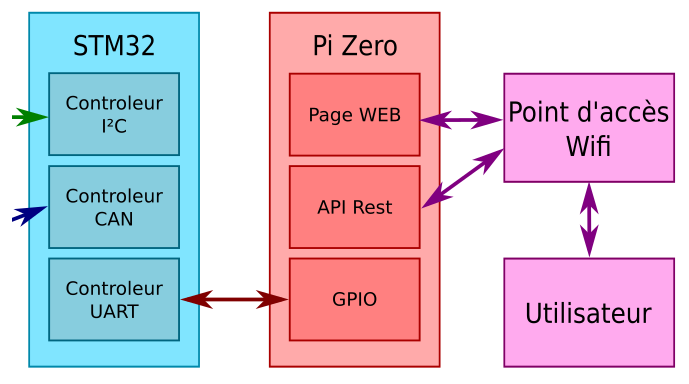 STM32
Controleur
I²C
Controleur
CAN
Controleur
UART
Pi Zero
Page WEB
API Rest
GPIO
Point d'accès
Wifi
Utilisateur